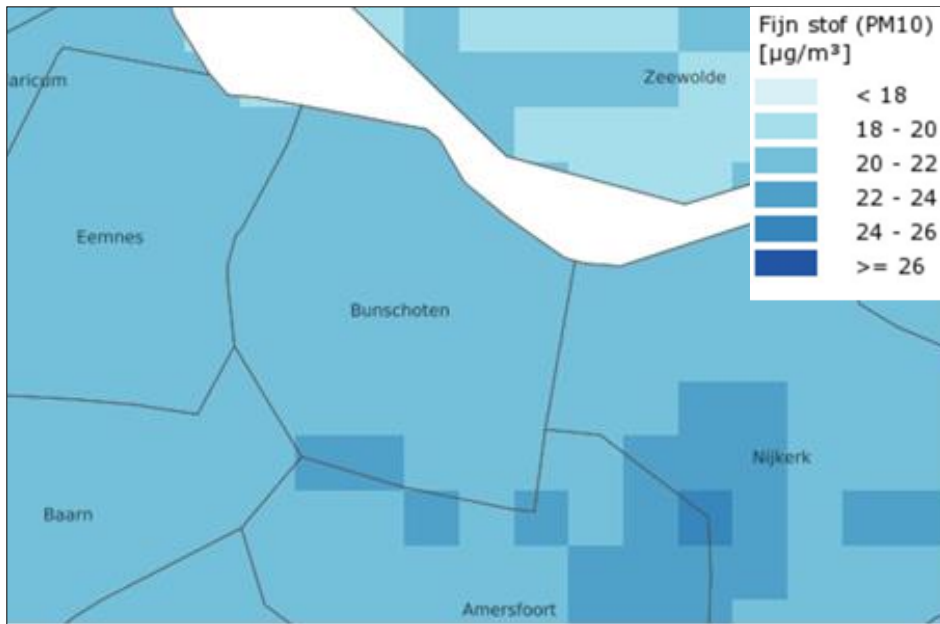 Fijn stof (PM10)
[µg/m³]
< 18
18 - 20
20 - 22
22 - 24
24 - 26
>= 26
aricum
Zeewolde
Eemnes
Bunschoten
Nijkerk
Baarn
Amersfoort